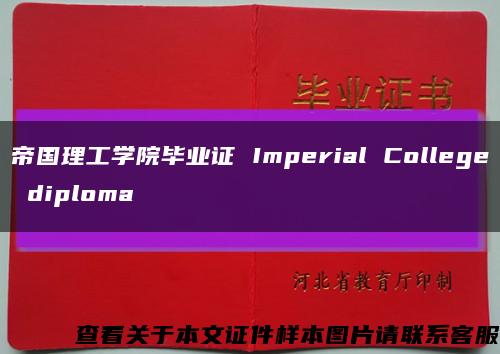 毕业证书
帝国理工学院毕业证 Imperial College
diploma
河北省教育厅印制
查看关于本文证件样本图片请联系客服